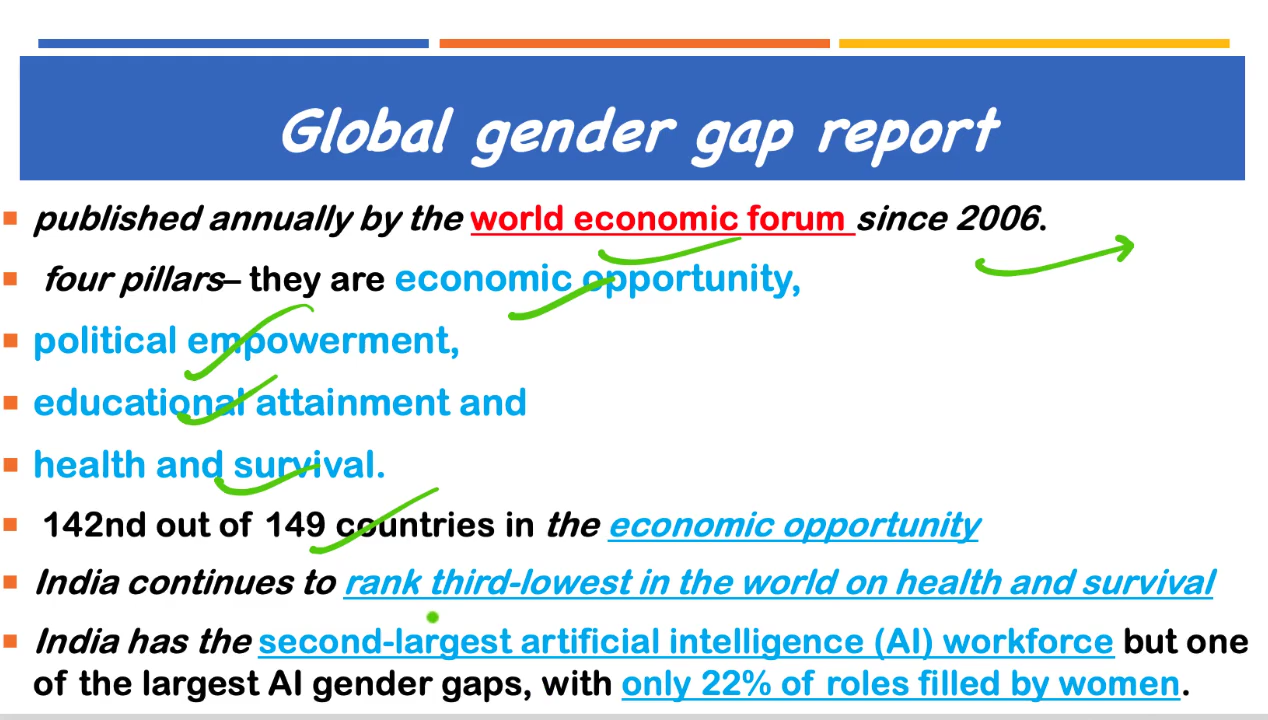 Global gender gap report
published annually by the world economic forum since 2006.
four pillars– they are economic opportunity,
political empowerment,
educational attainment and
health and survival.
142nd out of 149 countries in the economic opportunity
India continues to rank third-lowest in the world on health and survival
India has the second-largest artificial intelligence (AI) workforce but one
of the largest AI gender gaps, with only 22% of roles filled by women.